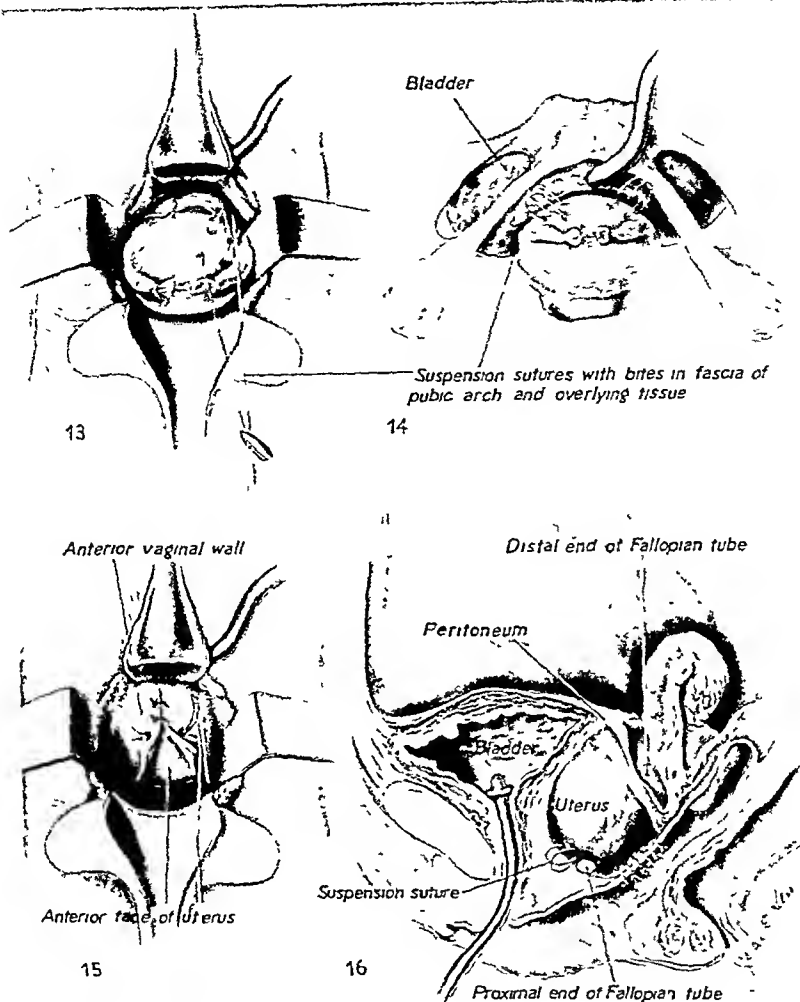 Bladder
Suspension sutures with bites in fascia of
pubic arch and overlying tissue
13
14
Anterior vaginal wall
Distal end of Fallopian tube
Peritoneum
Bladder
Uterus
Suspension suture
Anterior face of uterus
15
16
Proximal end of Fallopian tube